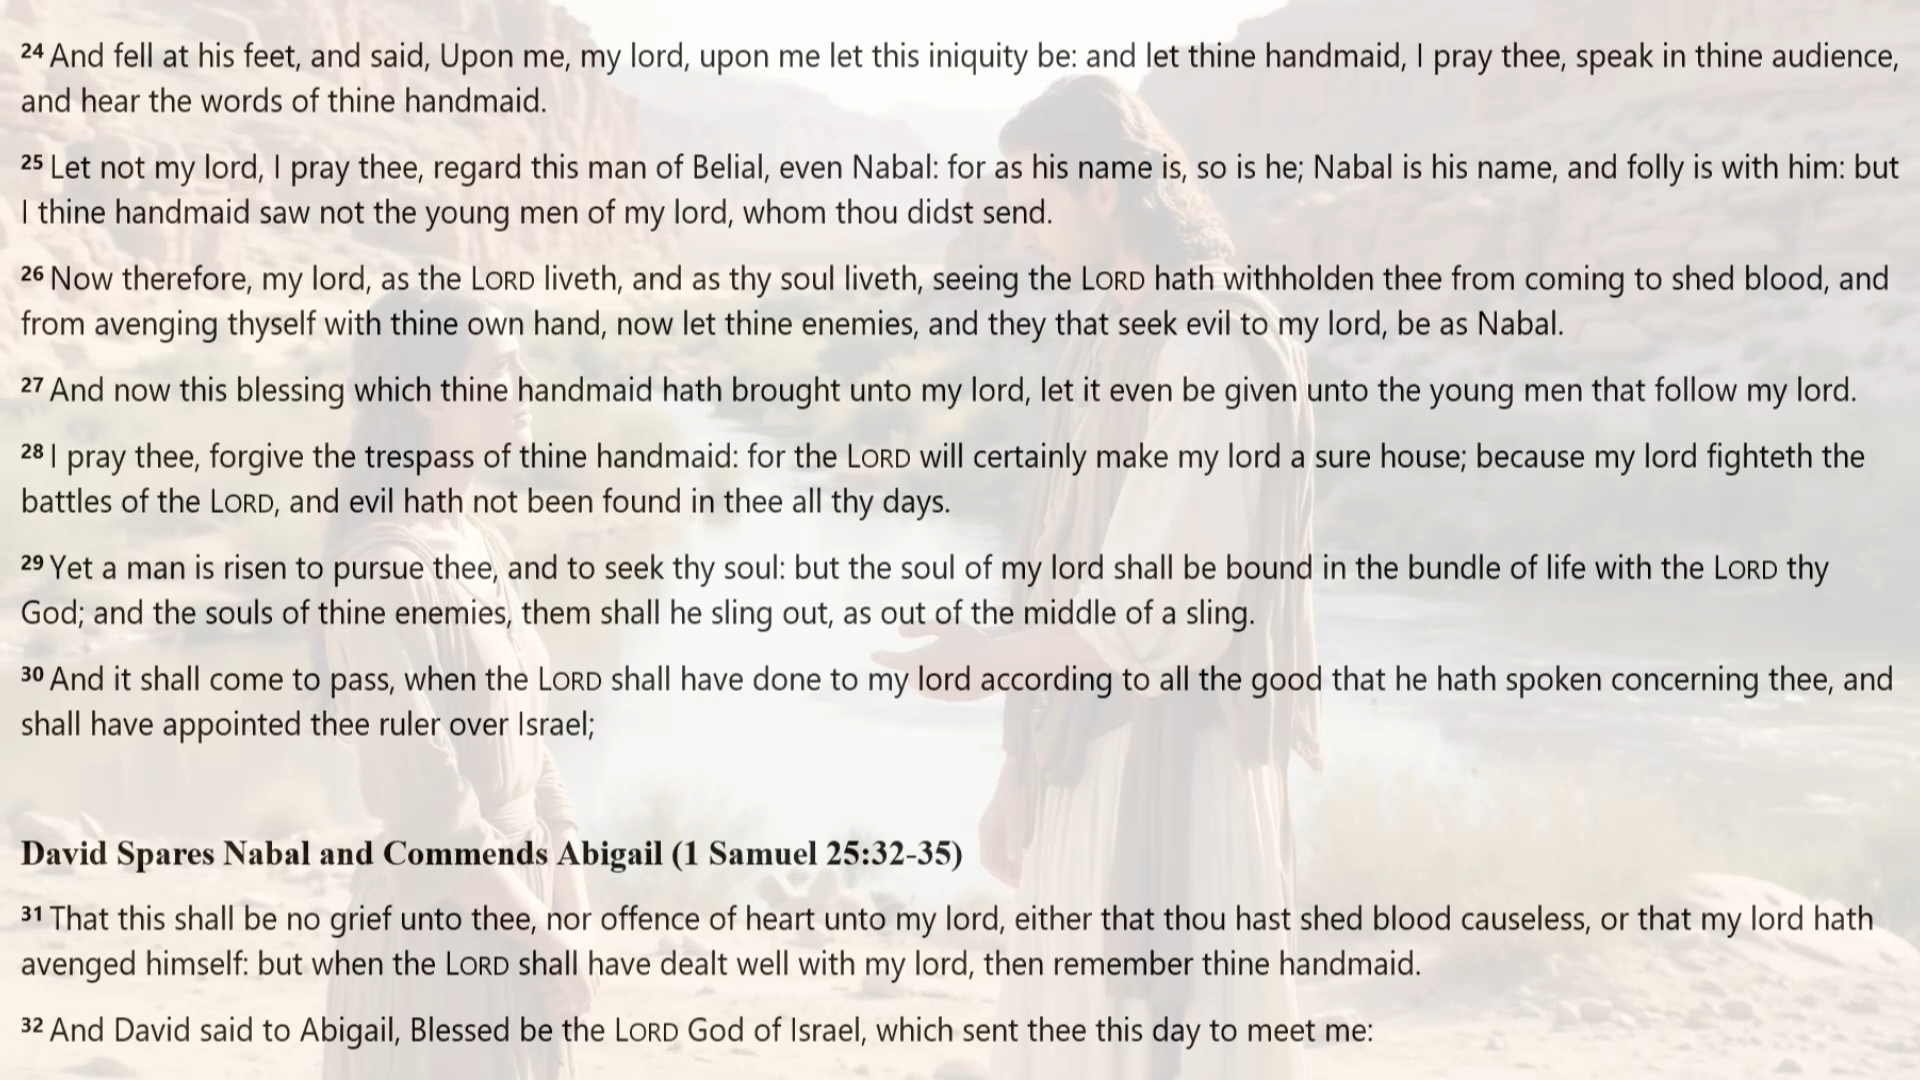 24 And fell at his feet, and said, Upon me, my lord, upon me let this iniquity be: and let thine handmaid, I pray thee, speak in thine audience,
and hear the words of thine handmaid.
25 Let not my lord, I pray thee, regard this man of Belial, even Nabal: for as his name is, so is he; Nabal is his name, and folly is with him: but
I thine handmaid saw not the young men of my lord, whom thou didst send.
26 Now therefore, my lord, as the LORD liveth, and as thy soul liveth, seeing the LORD hath withholden thee from coming to shed blood, and
from avenging thyself with thine own hand, now let thine enemies, and they that seek evil to my lord, be as Nabal.
27 And now this blessing which thine handmaid hath brought unto my lord, let it even be given unto the young men that follow my lord.
28 I pray thee, forgive the trespass of thine handmaid: for the LORD will certainly make my lord a sure house; because my lord fighteth the
battles of the LORD, and evil hath not been found in thee all thy days.
29 Yet a man is risen to pursue thee, and to seek thy soul: but the soul of my lord shall be bound in the bundle of life with the LORD thy
God; and the souls of thine enemies, them shall he sling out, as out of the middle of a sling.
30 And it shall come to pass, when the LORD shall have done to my lord according to all the good that he hath spoken concerning thee, and
shall have appointed thee ruler over Israel;
David Spares Nabal and Commends Abigail (1 Samuel 25:32-35)
31 That this shall be no grief unto thee, nor offence of heart unto my lord, either that thou hast shed blood causeless, or that my lord hath
avenged himself: but when the LORD shall have dealt well with my lord, then remember thine handmaid.
32 And David said to Abigail, Blessed be the LORD God of Israel, which sent thee this day to meet me: